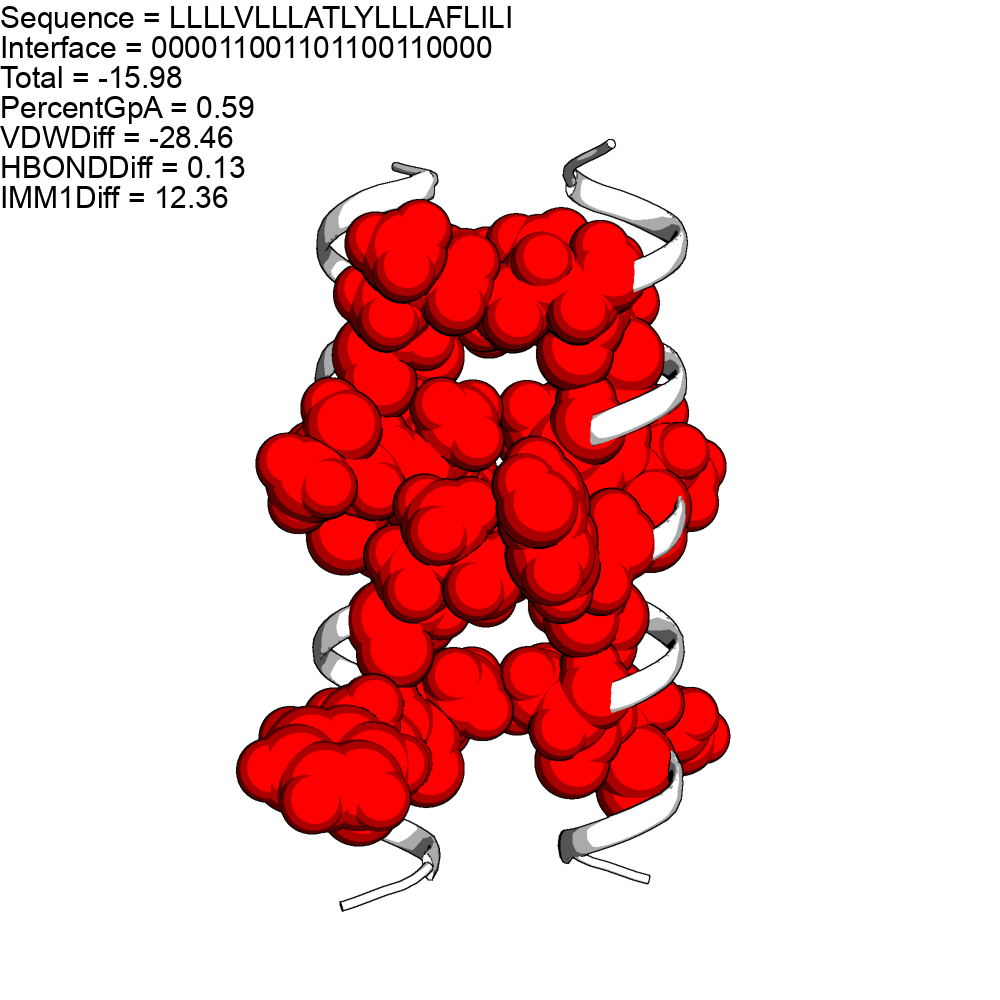 Sequence = LLLLVLLLATLYLLLAFLILI
Interface = 000011001101100110000
Total = -15.98
PercentGpA = 0.59
VDWDiff = -28.46
HBONDDiff = 0.13
IMM1Diff = 12.36